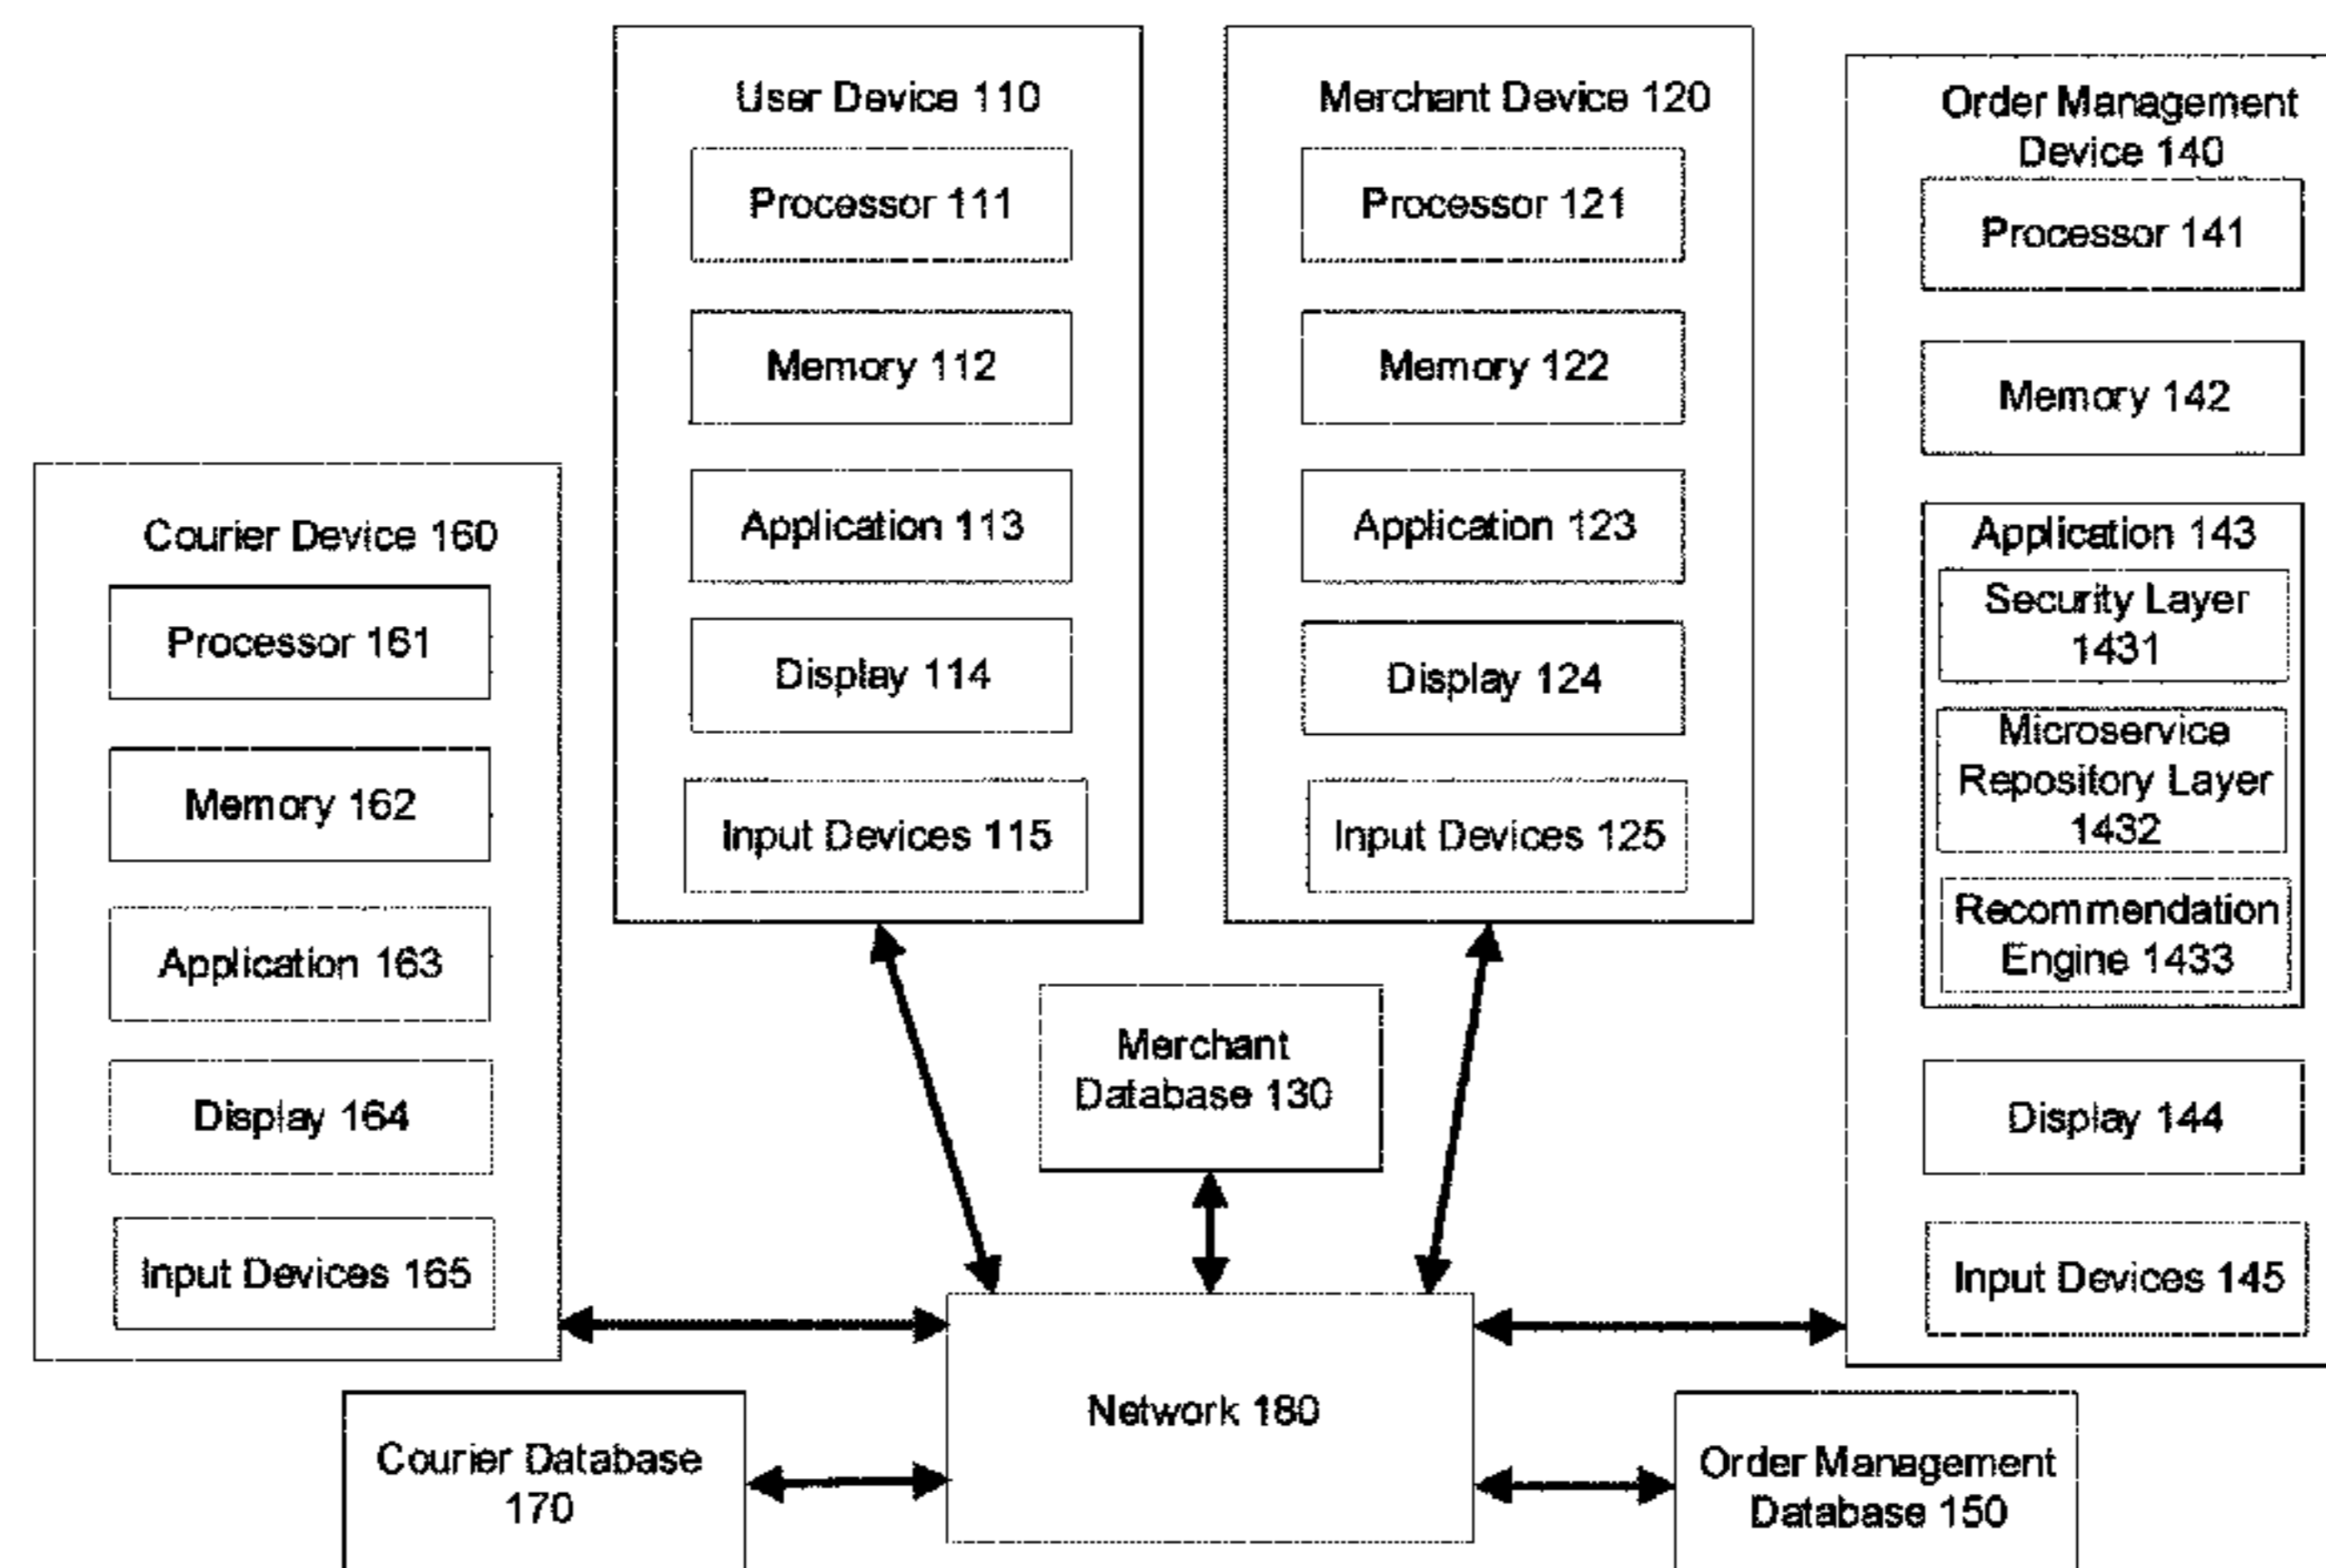 User Device 110
Processor 111
Memory 112
Application 113
Display 114
Input Devices 115
Merchant Device 120
Processor 121
Memory 122
Application 123
Display 124
Input Devices 125
Order Management
Device 140
Processor 141
Memory 142
Application 143
Security Layer
1431
Microservice
Repository Layer
1432
Recommendation
Engine 1433
Display 144
Input Devices 145
Courier Device 160
Processor 161
Memory 162
Application 163
Display 164
Input Devices 165
Merchant
Database 130
Network 180
Courier Database
170
Order Management
Database 150